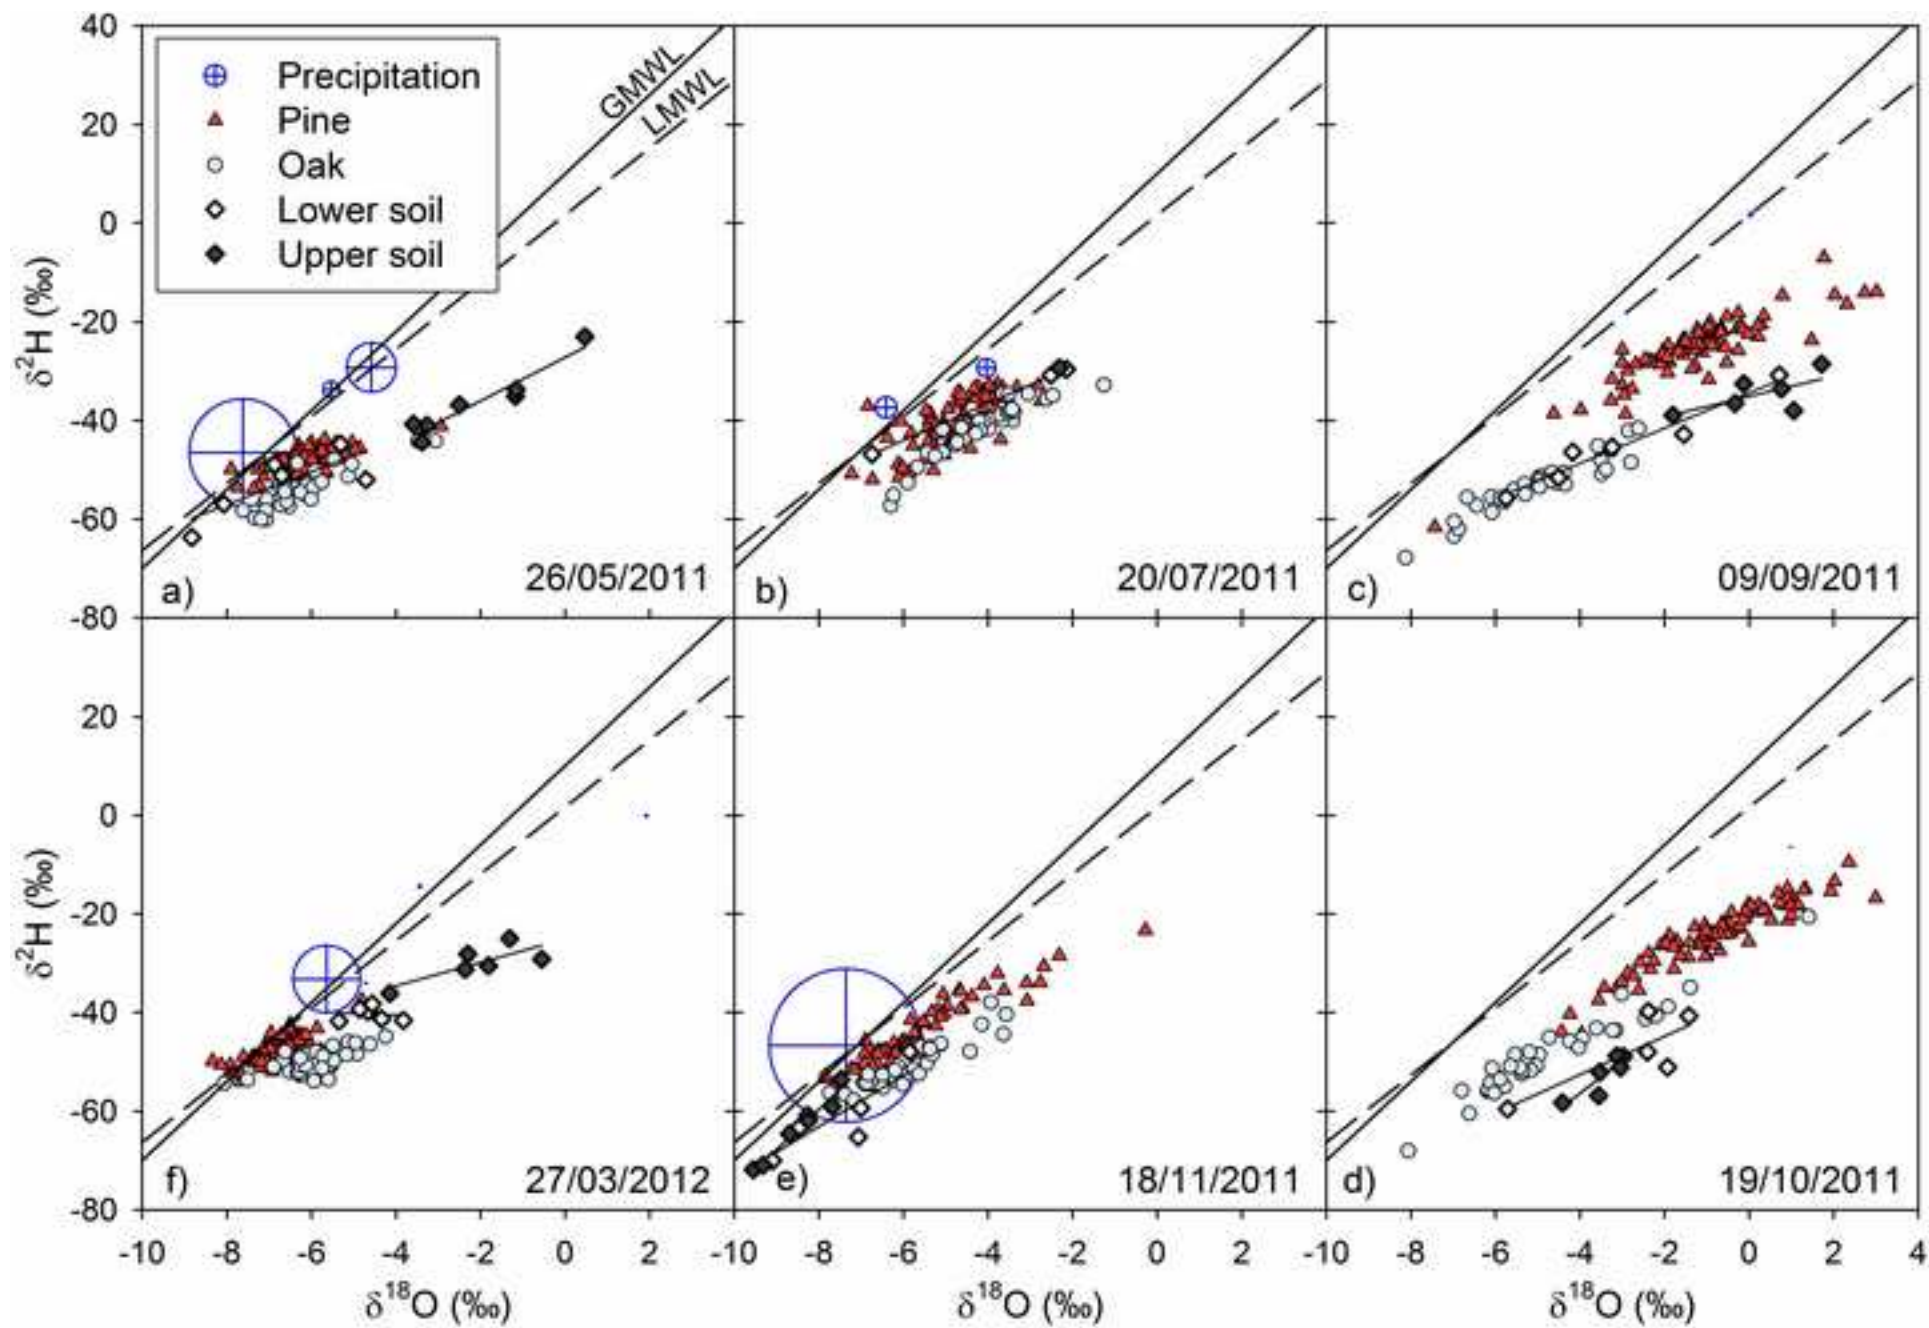 40
20
0
-20
-40
-60
-80
δ²H (‰)
Precipitation
Pine
Oak
Lower soil
Upper soil
GMWL
LMWL
a)
26/05/2011
b)
20/07/2011
c)
09/09/2011
20
0
-20
-40
-60
-80
δ²H (‰)
f)
27/03/2012
e)
18/11/2011
d)
19/10/2011
-10 -8 -6 -4 -2 0 2 -10 -8 -6 -4 -2 0 2 -10 -8 -6 -4 -2 0 2 4
δ¹⁸O (‰) δ¹⁸O (‰) δ¹⁸O (‰)